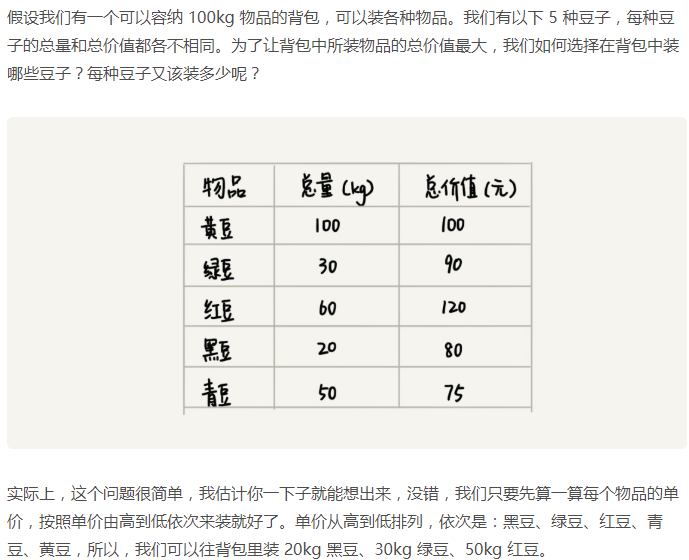 假设我们有一个可以容纳 100kg 物品的背包，可以装各种物品。我们有以下 5 种豆子，每种豆
子的总量和总价值都各不相同。为了让背包中所装物品的总价值最大，我们如何选择在背包中装
哪些豆子？每种豆子又该装多少呢？
物品 总量(kg) 总价值(元)
黄豆 100 100
绿豆 30 90
红豆 60 120
黑豆 20 80
青豆 50 75
实际上，这个问题很简单，我估计你一下子就能想出来，没错，我们只要先算一算每个物品的单
价，按照单价由高到低依次来装就好了。单价从高到低排列，依次是：黑豆、绿豆、红豆、青
豆、黄豆，所以，我们可以往背包里装 20kg 黑豆、30kg 绿豆、50kg 红豆。